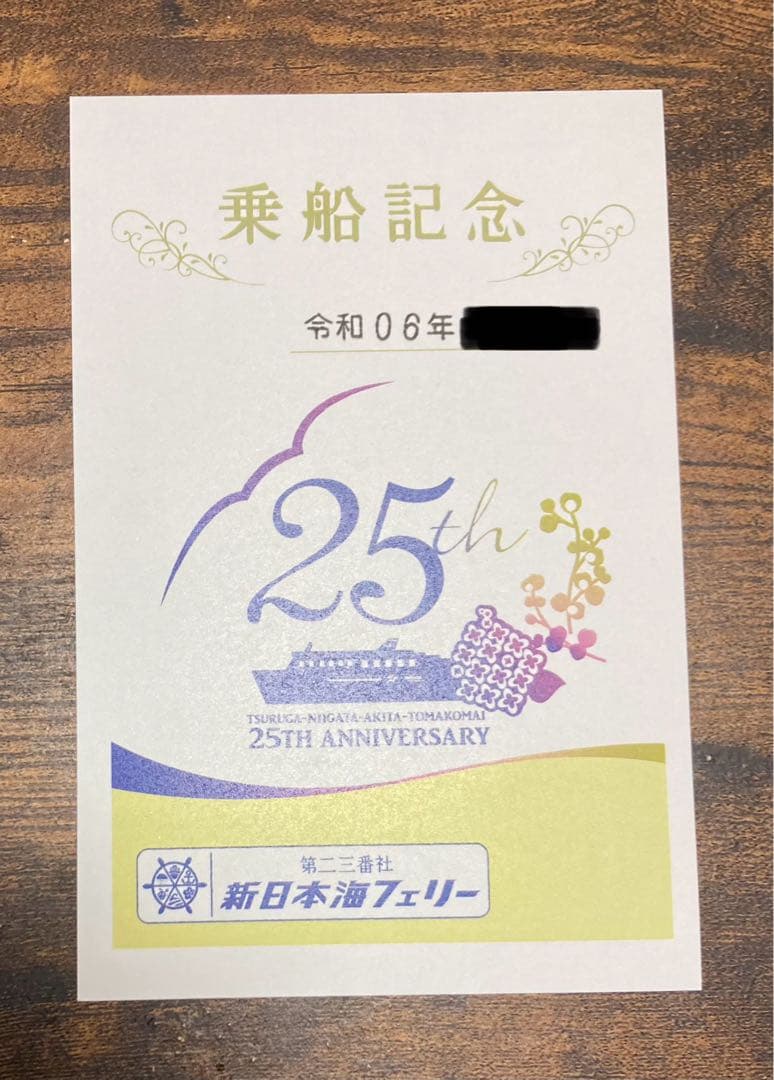 乗船記念
令和06年
25th
TSURUGA-NIIGATA-AKITA-TOMAKOMAI
25TH ANNIVERSARY
第二三番社
新日本海フェリー